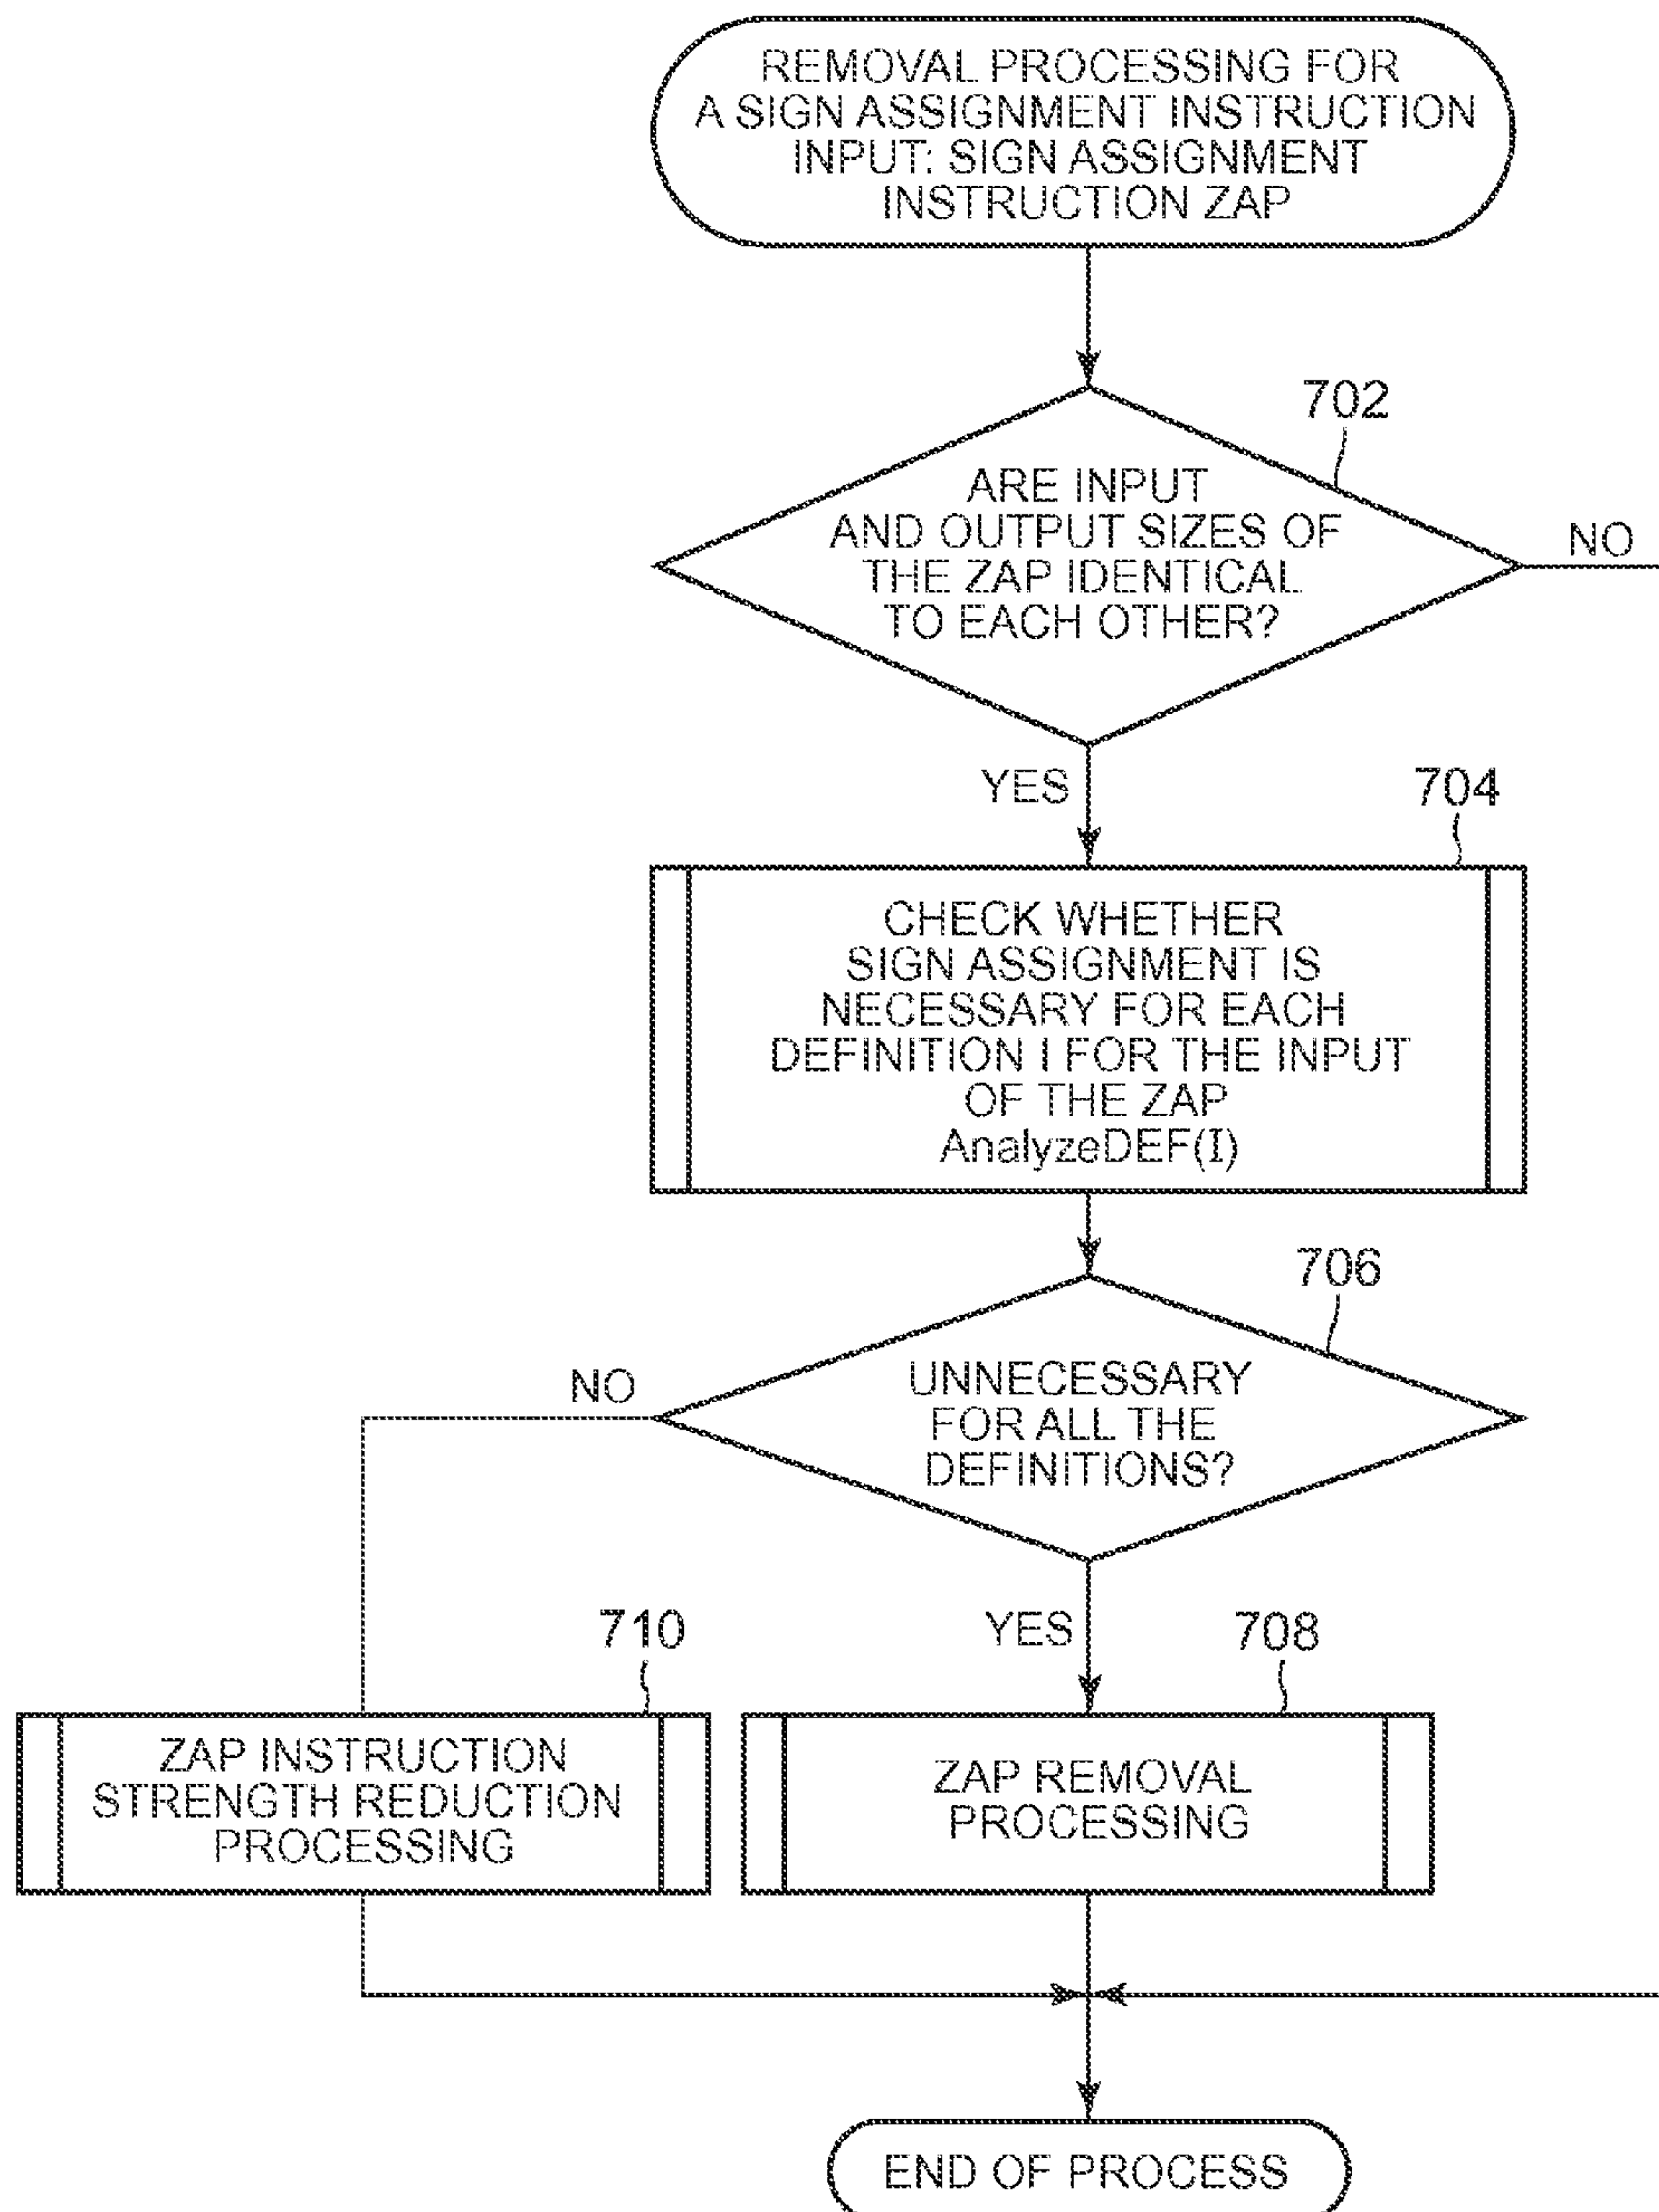 REMOVAL PROCESSING FOR
A SIGN ASSIGNMENT INSTRUCTION
INPUT: SIGN ASSIGNMENT
INSTRUCTION ZAP
702
ARE INPUT
AND OUTPUT SIZES OF
THE ZAP IDENTICAL
TO EACH OTHER?
NO
YES
704
CHECK WHETHER
SIGN ASSIGNMENT IS
NECESSARY FOR EACH
DEFINITION I FOR THE INPUT
OF THE ZAP
AnalyzeDEF(I)
706
UNNECESSARY
FOR ALL THE
DEFINITIONS?
NO
YES
710
708
ZAP INSTRUCTION
STRENGTH REDUCTION
PROCESSING
ZAP REMOVAL
PROCESSING
END OF PROCESS